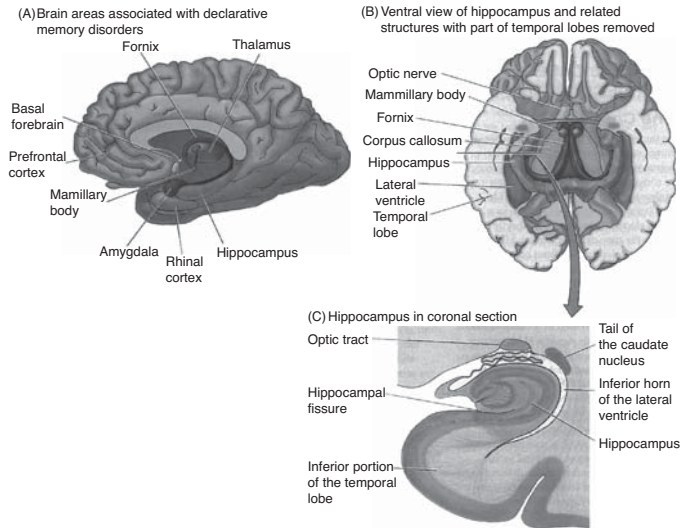 (A) Brain areas associated with declarative
memory disorders
Fornix
Thalamus
Basal
forebrain
Prefrontal
cortex
Mamillary
body
Amygdala
Rhinal
cortex
Hippocampus
(B) Ventral view of hippocampus and related
structures with part of temporal lobes removed
Optic nerve
Mammillary body
Fornix
Corpus callosum
Hippocampus
Lateral
ventricle
Temporal
lobe
(C) Hippocampus in coronal section
Optic tract
Hippocampal
fissure
Inferior portion
of the temporal
lobe
Tail of
the caudate
nucleus
Inferior horn
of the lateral
ventricle
Hippocampus